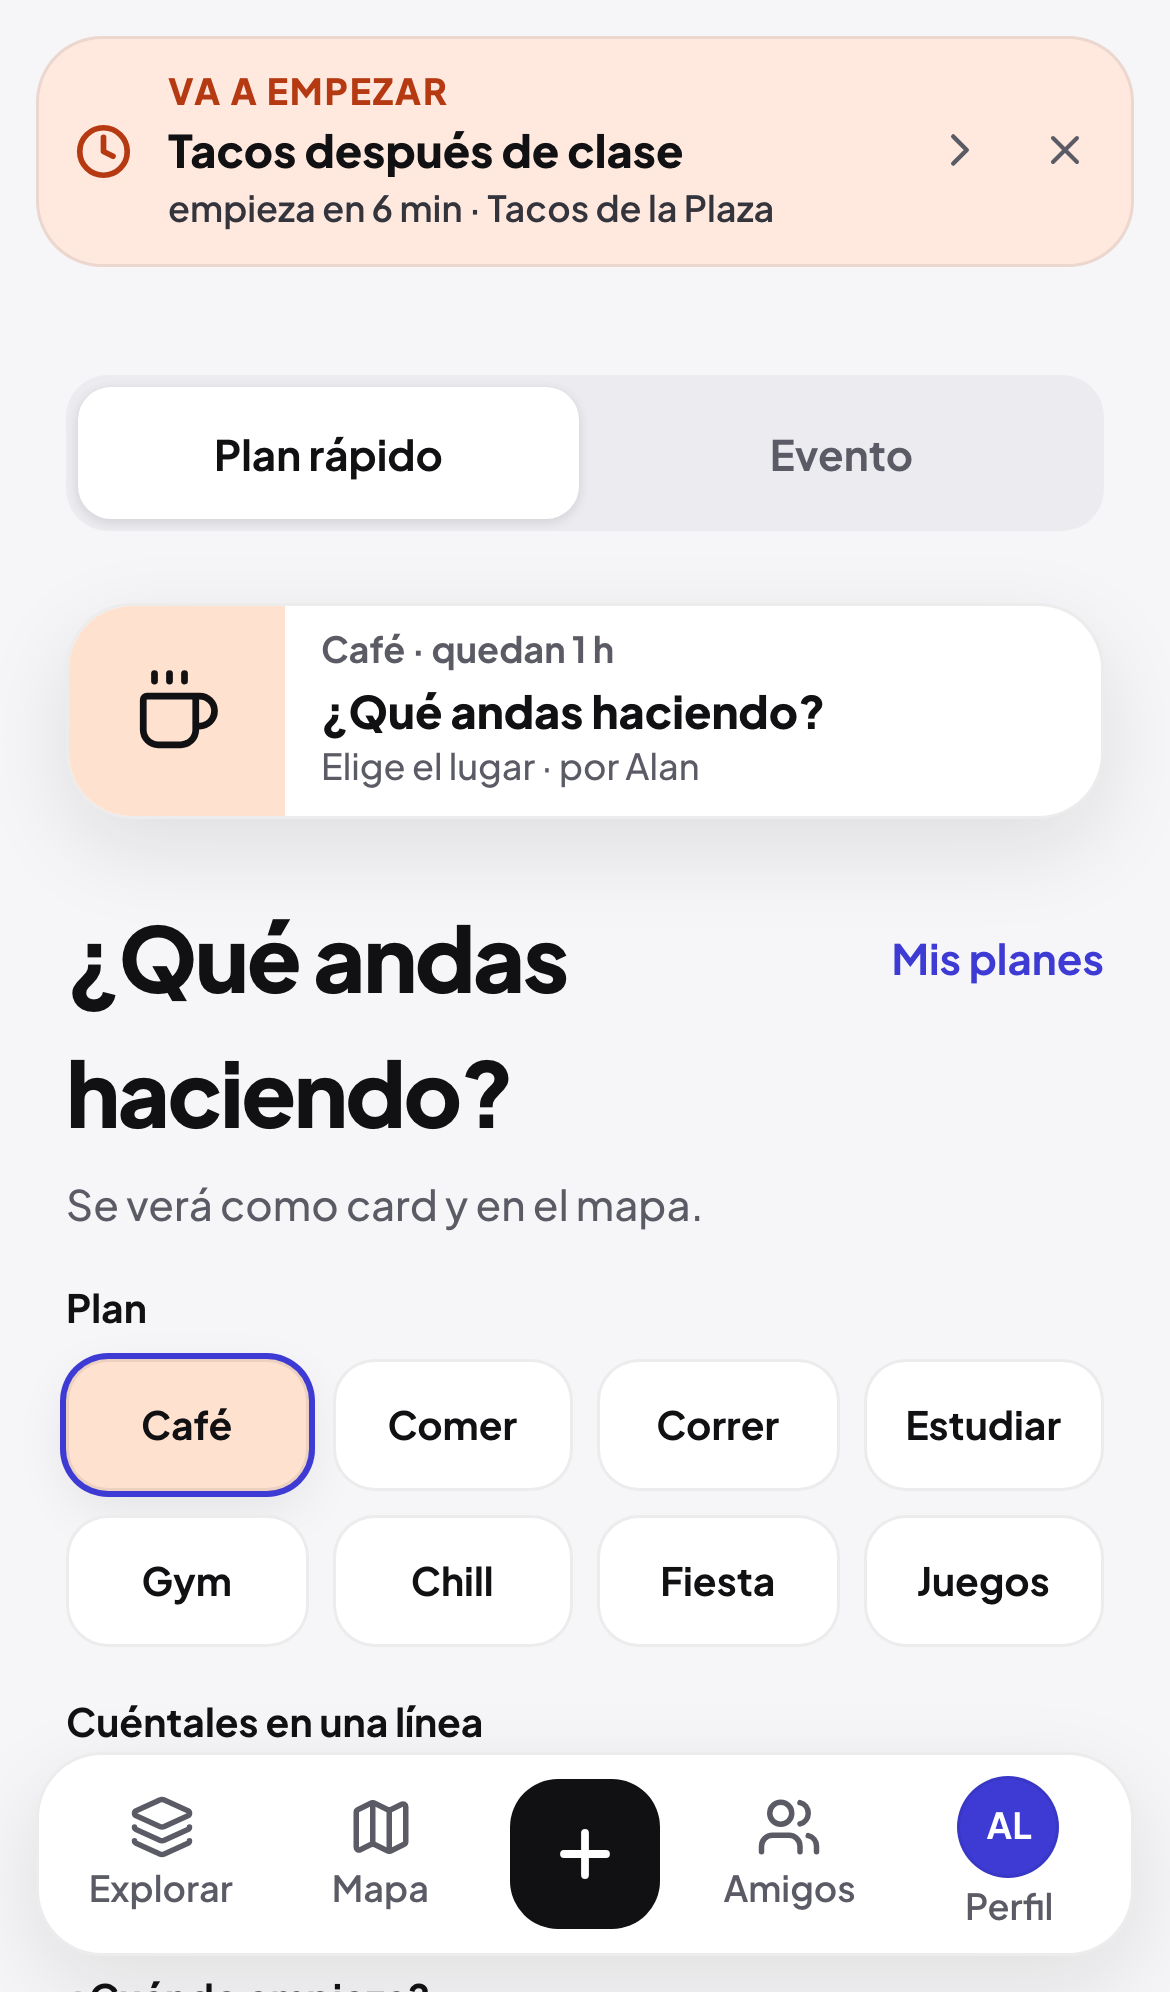 VA A EMPEZAR
Tacos después de clase
empieza en 6 min · Tacos de la Plaza
Plan rápido
Evento
Café · quedan 1 h
¿Qué andas haciendo?
Elige el lugar · por Alan
¿Qué andas
haciendo?
Mis planes
Se verá como card y en el mapa.
Plan
Café
Comer
Correr
Estudiar
Gym
Chill
Fiesta
Juegos
Cuéntales en una línea
Explorar
Mapa
Amigos
AL
Perfil
¿Cuándo empieza?